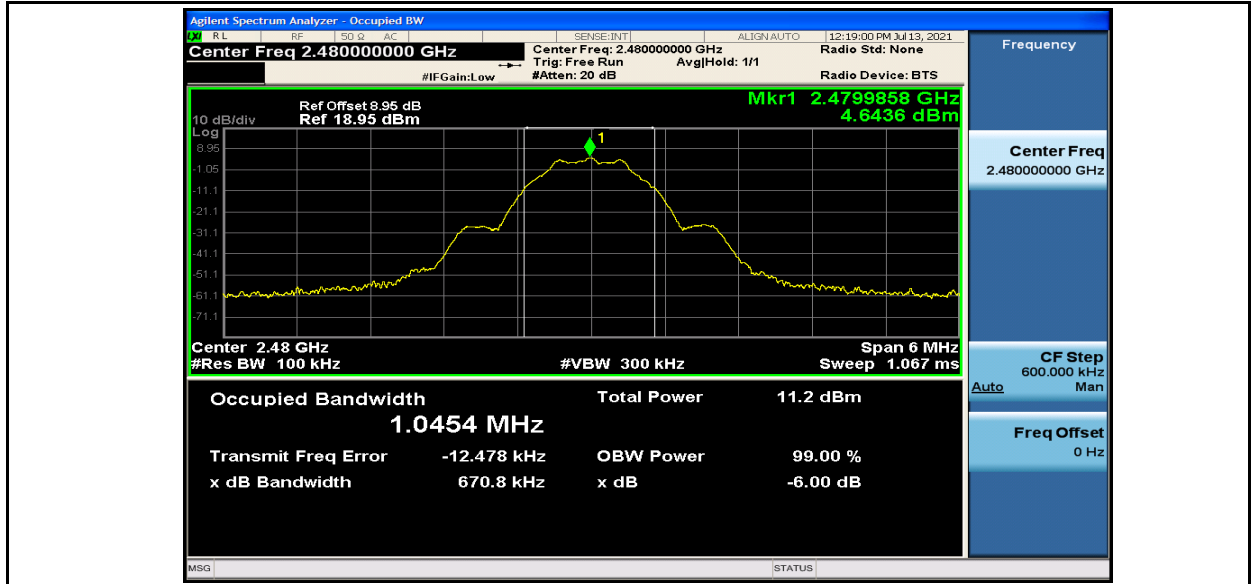 Agilent Spectrum Analyzer - Occupied BW
LXI RL RF 50 Ω AC SENSE:INT ALIGN AUTO 12:19:00 PM Jul 13, 2021
Center Freq 2.480000000 GHz
Center Freq: 2.480000000 GHz
Radio Std: None
Trig: Free Run Avg|Hold: 1/1
#IFGain:Low
#Atten: 20 dB
Radio Device: BTS
Frequency
Mkr1 2.4799858 GHz
4.6436 dBm
Ref Offset 8.95 dB
10 dB/div Ref 18.95 dBm
Log
8.95
-1.05
-11.1
-21.1
-31.1
-41.1
-51.1
-61.1
-71.1
1
Center 2.48 GHz Span 6 MHz
#Res BW 100 kHz #VBW 300 kHz Sweep 1.067 ms
Occupied Bandwidth Total Power 11.2 dBm
1.0454 MHz
Transmit Freq Error -12.478 kHz OBW Power 99.00 %
x dB Bandwidth 670.8 kHz x dB -6.00 dB
Center Freq
2.480000000 GHz
CF Step
600.000 kHz
Auto Man
Freq Offset
0 Hz
MSG STATUS